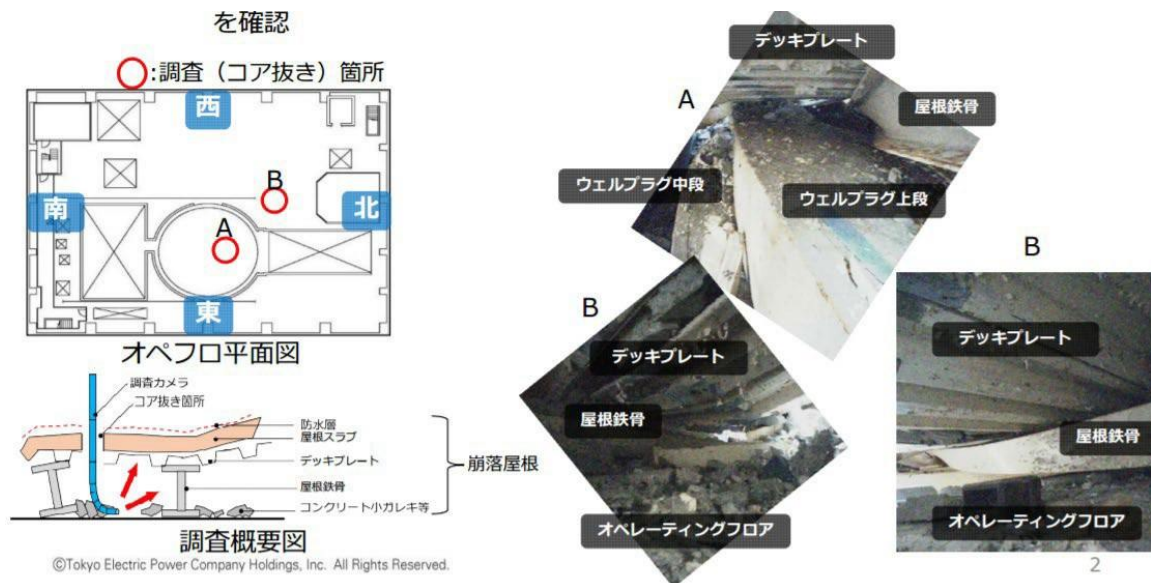 を確認
○:調査（コア抜き）箇所
西
南
北
東
B
A
オペフロ平面図
調査カメラ
コア抜き箇所
防水層
屋根スラブ
デッキプレート
屋根鉄骨
コンクリート小ガレキ等
崩落屋根
調査概要図
©Tokyo Electric Power Company Holdings, Inc. All Rights Reserved.
A
デッキプレート
屋根鉄骨
ウェルプラグ中段
ウェルプラグ上段
B
デッキプレート
屋根鉄骨
オペレーティングフロア
B
デッキプレート
屋根鉄骨
オペレーティングフロア
2